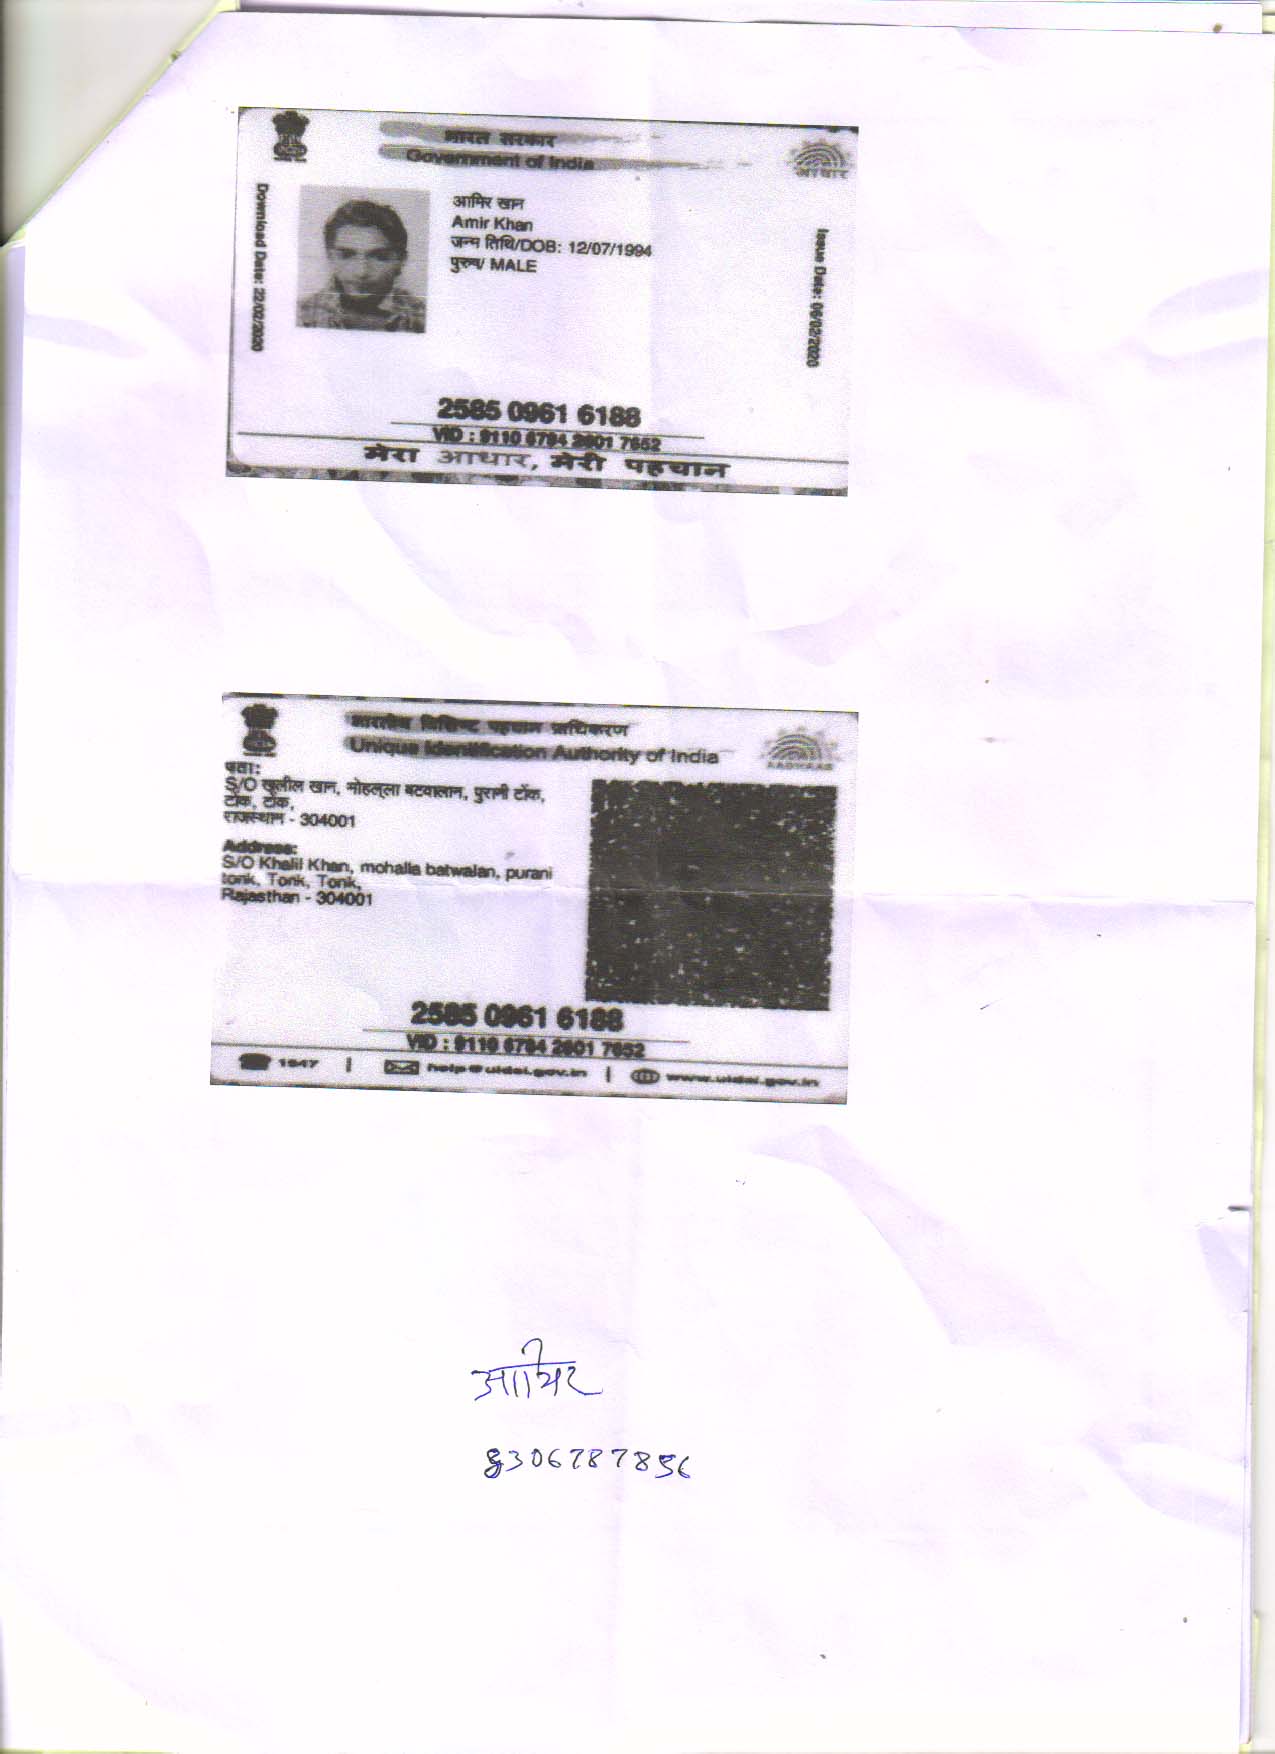 भारत सरकार
Government of India
आधार
Download Date: 22/02/2020
आमिर खान
Amir Khan
जन्म तिथि/DOB: 12/07/1994
पुरुष/ MALE
Issue Date: 06/02/2020
2585 0961 6188
VID : 9110 6794 2601 7652
मेरा आधार, मेरी पहचान
भारतीय विशिष्ट पहचान प्राधिकरण
Unique Identification Authority of India
AADHAAR
पता:
S/O खलील खान, मोहल्ला बटवालान, पुरानी टोंक,
टोंक, टोंक,
राजस्थान - 304001
Address:
S/O Khalil Khan, mohalla batwalan, purani
tonk, Tonk, Tonk,
Rajasthan - 304001
2585 0961 6188
VID : 9110 6794 2601 7652
1947 | help@uidai.gov.in | www.uidai.gov.in
आमिर
8306787856